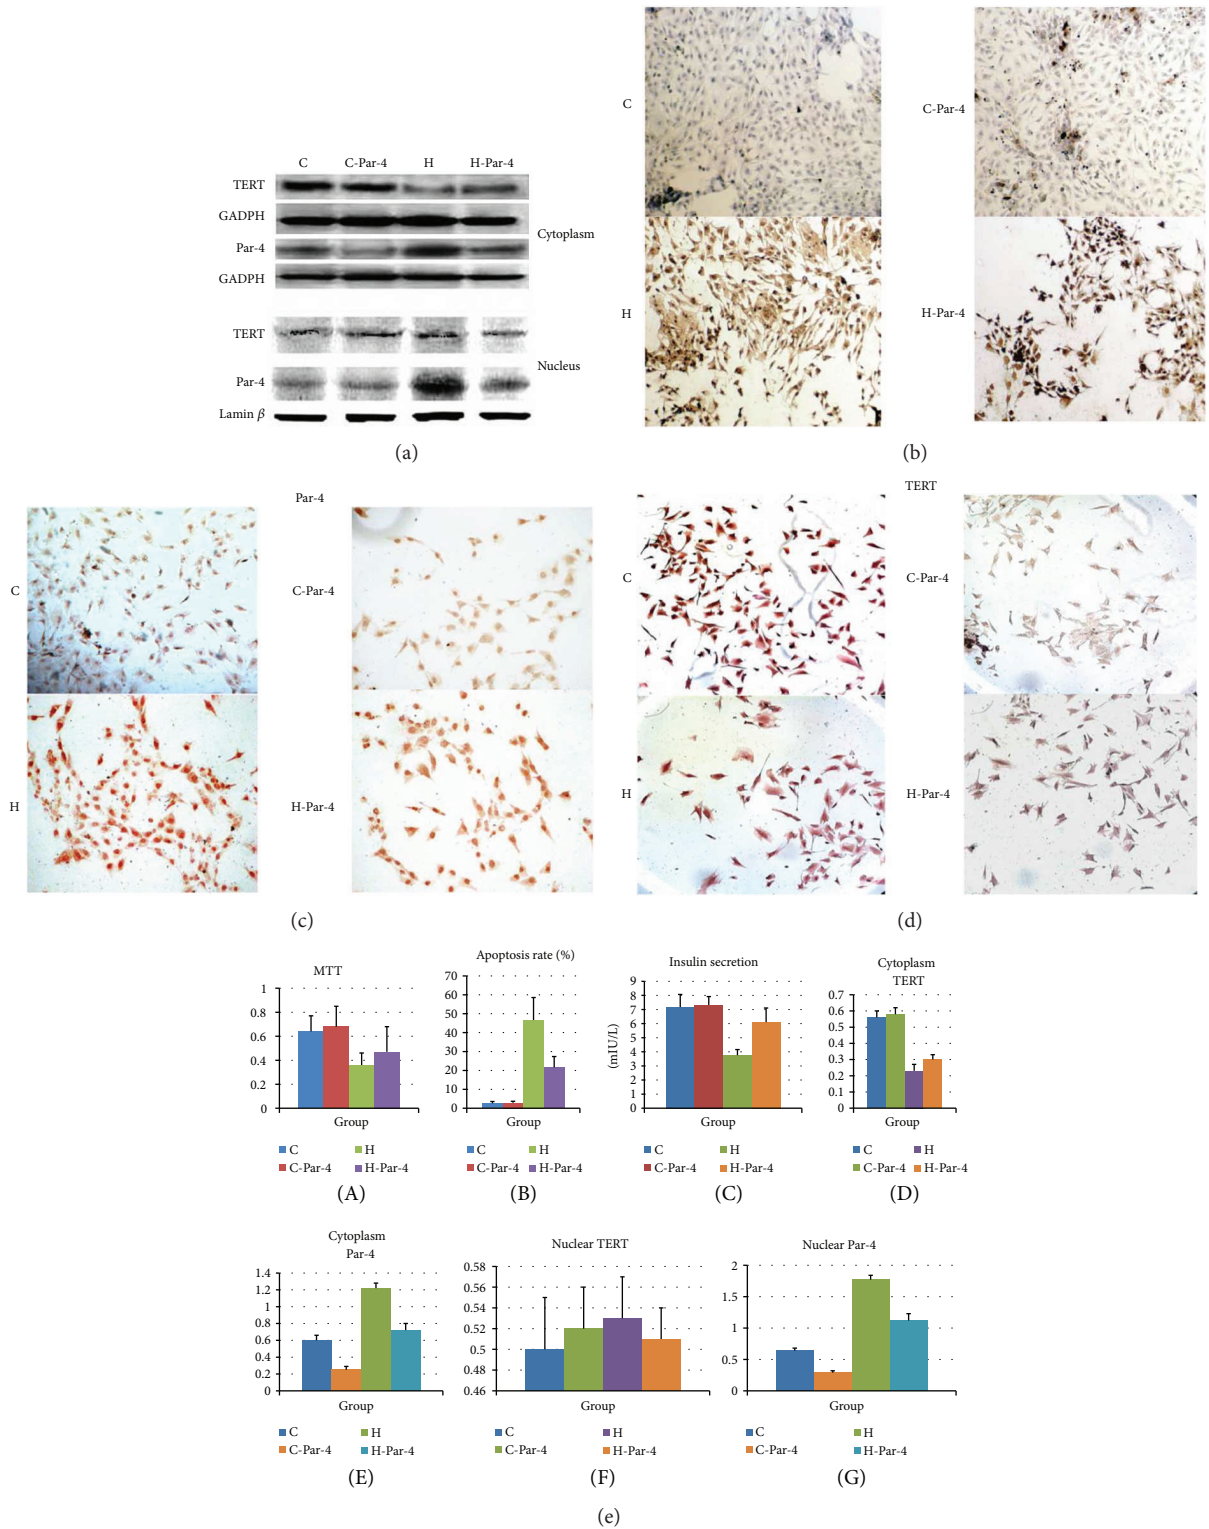 C C-Par-4 H H-Par-4
TERT
GADPH
Cytoplasm
Par-4
GADPH
TERT
Nucleus
Par-4
Lamin β
(a)
C
C-Par-4
H
H-Par-4
(b)
Par-4
C
C-Par-4
H
H-Par-4
(c)
TERT
C
C-Par-4
H
H-Par-4
(d)
MTT
1
0.8
0.6
0.4
0.2
0
Group
C H
C-Par-4 H-Par-4
(A)
Apoptosis rate (%)
70
60
50
40
30
20
10
0
Group
C H
C-Par-4 H-Par-4
(B)
Insulin secretion
(mIU/L)
9
8
7
6
5
4
3
2
1
0
Group
C H
C-Par-4 H-Par-4
(C)
Cytoplasm
TERT
0.7
0.6
0.5
0.4
0.3
0.2
0.1
0
Group
C H
C-Par-4 H-Par-4
(D)
Cytoplasm
Par-4
1.4
1.2
1
0.8
0.6
0.4
0.2
0
Group
C H
C-Par-4 H-Par-4
(E)
Nuclear TERT
0.58
0.56
0.54
0.52
0.5
0.48
0.46
Group
C H
C-Par-4 H-Par-4
(F)
Nuclear Par-4
2
1.5
1
0.5
0
Group
C H
C-Par-4 H-Par-4
(G)
(e)